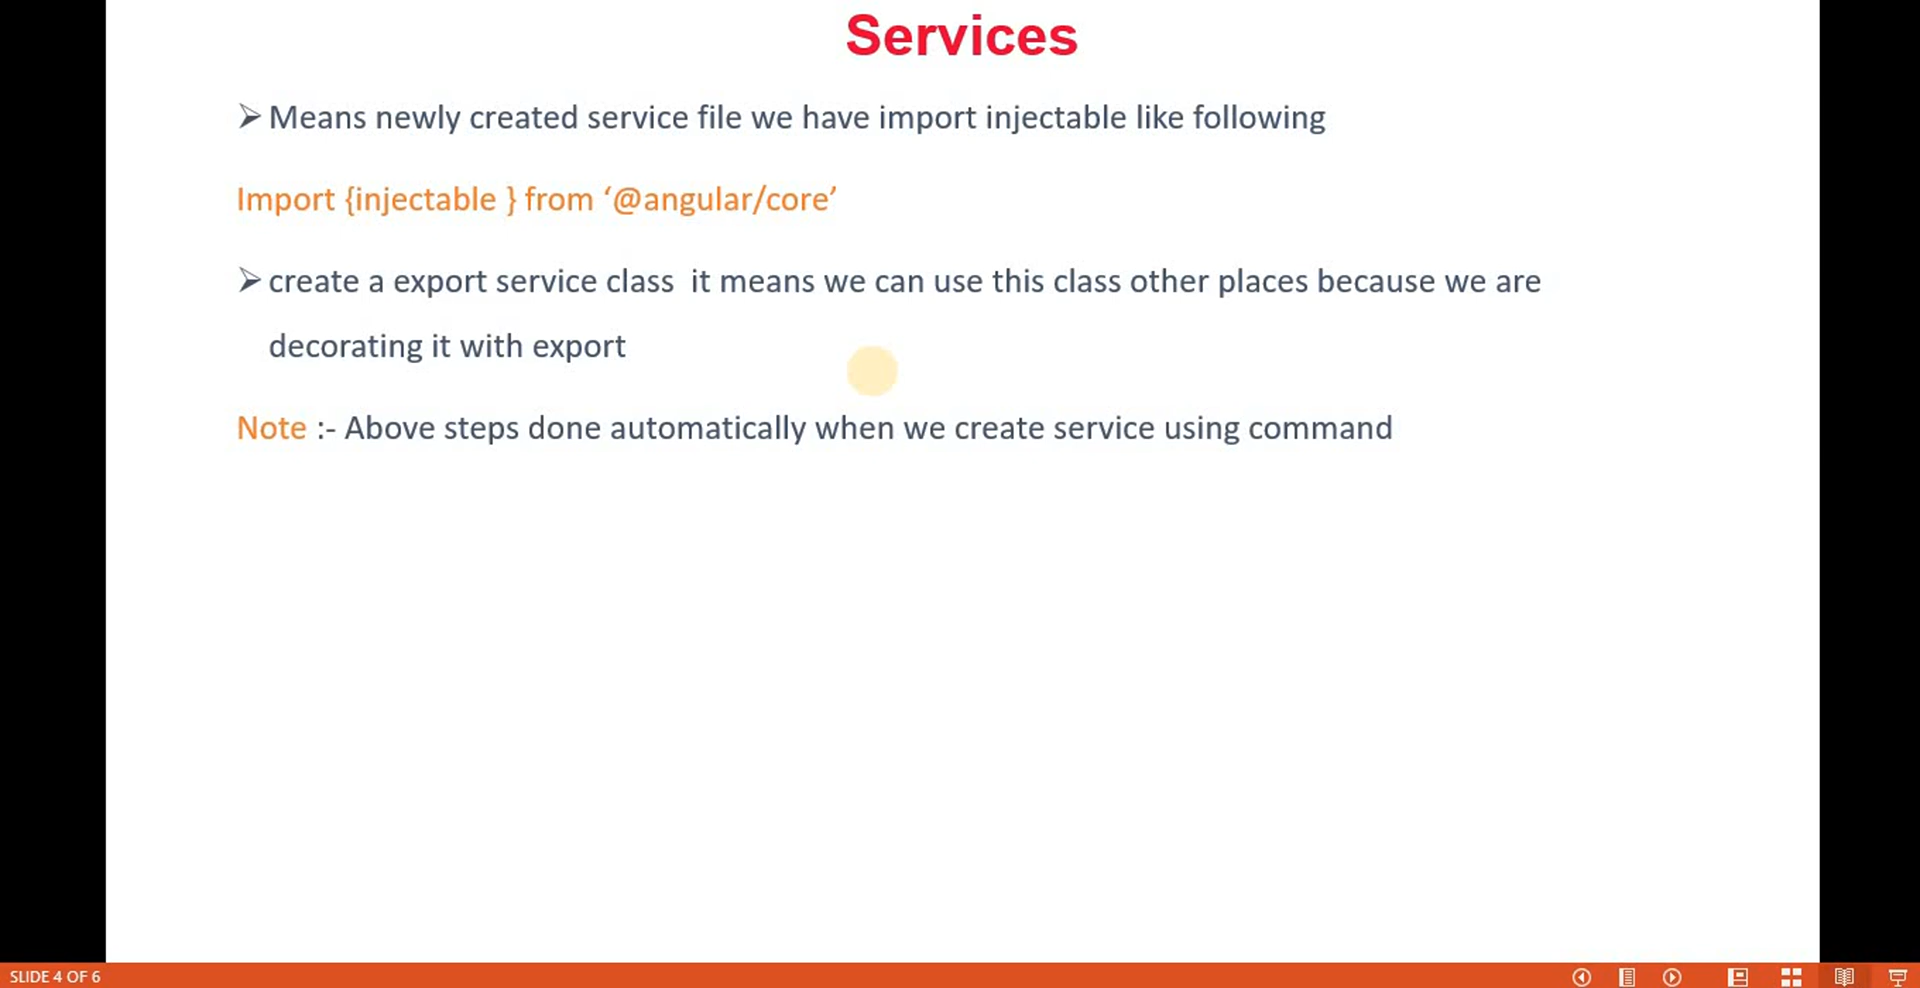 Services
Means newly created service file we have import injectable like following
Import {injectable } from ‘@angular/core’
create a export service class  it means we can use this class other places because we are
decorating it with export
Note :- Above steps done automatically when we create service using command
SLIDE 4 OF 6